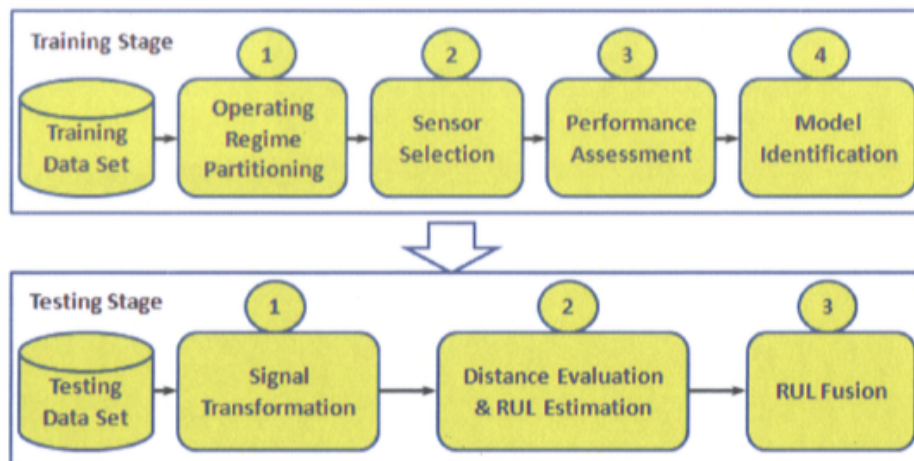 Training Stage
1
2
3
4
Training
Data Set
Operating
Regime
Partitioning
Sensor
Selection
Performance
Assessment
Model
Identification
Testing Stage
1
2
3
Testing
Data Set
Signal
Transformation
Distance Evaluation
& RUL Estimation
RUL Fusion